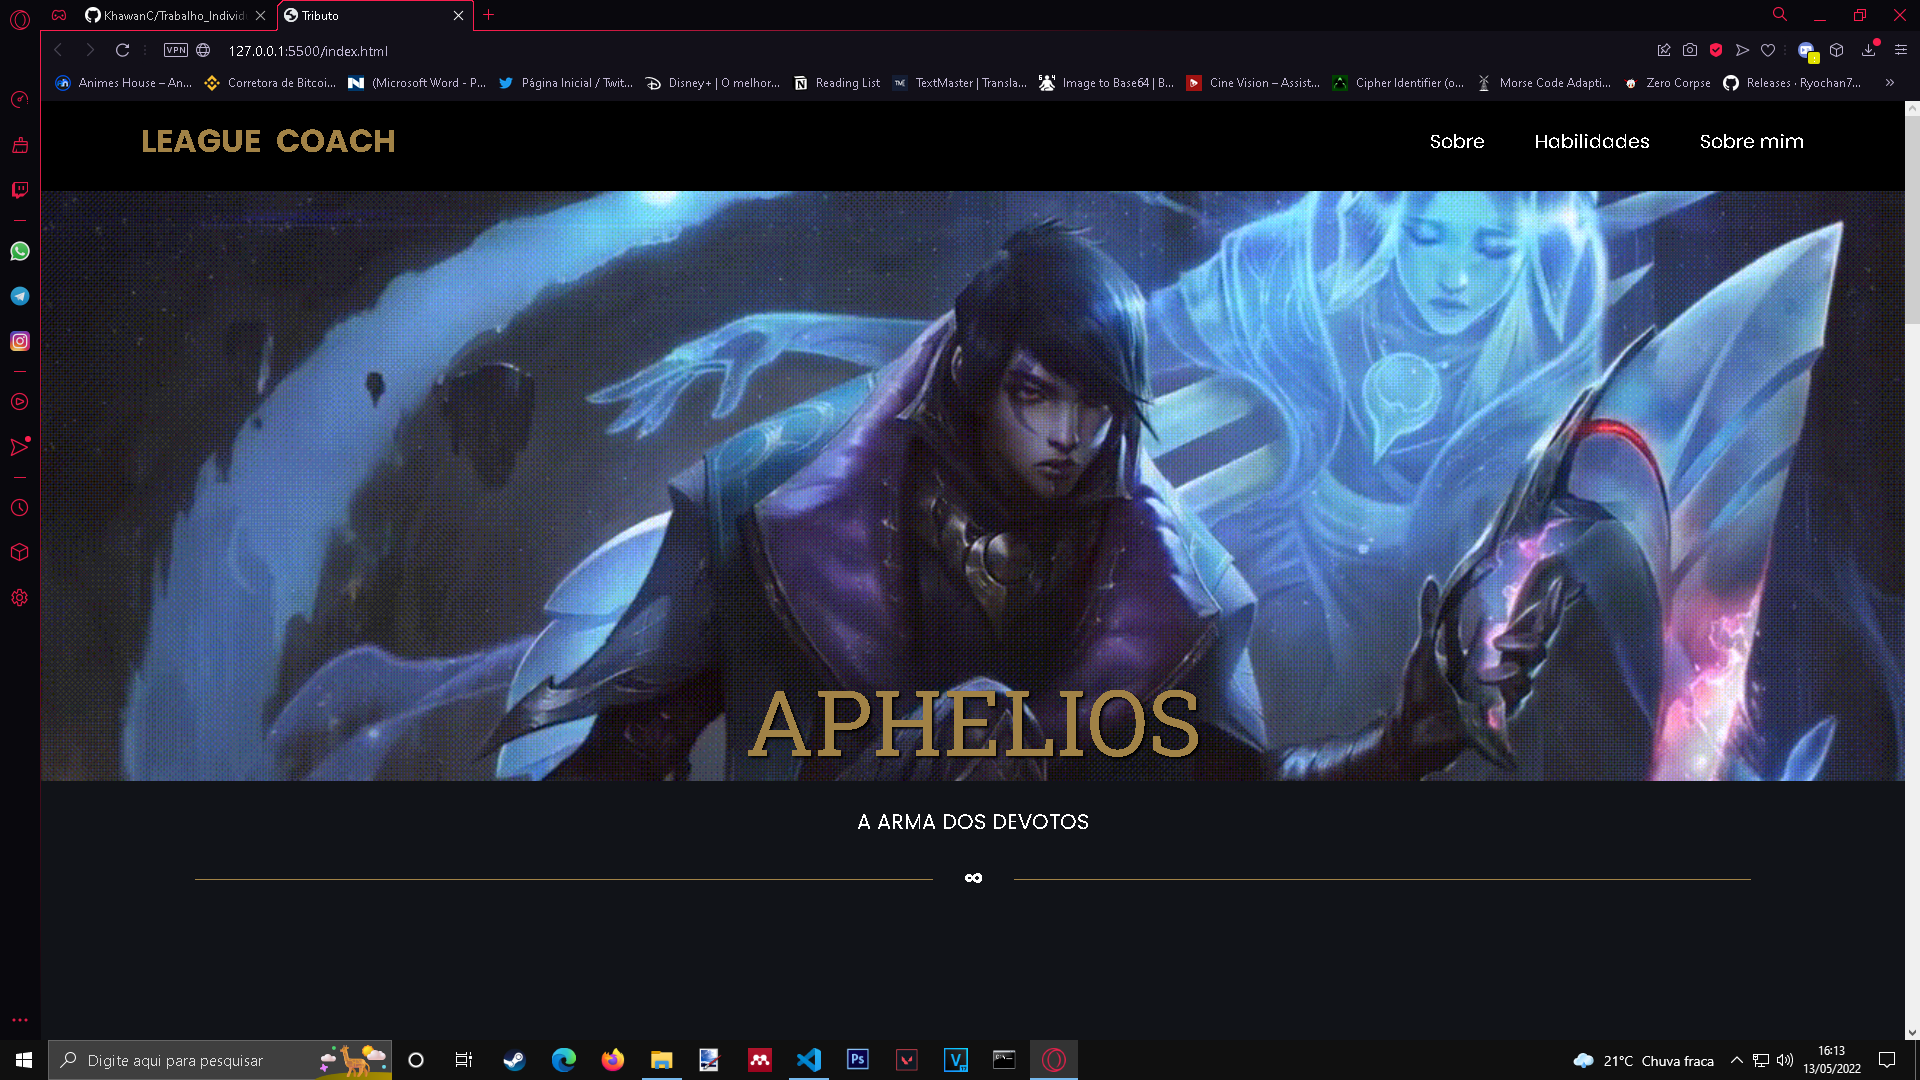 KhawanC/Trabalho_Individ
Tributo
VPN
127.0.0.1:5500/index.html
Animes House – An...
Corretora de Bitcoi...
(Microsoft Word - P...
Página Inicial / Twit...
Disney+ | O melhor...
Reading List
TextMaster | Transla...
Image to Base64 | B...
Cine Vision – Assist...
Cipher Identifier (o...
Morse Code Adapti...
Zero Corpse
Releases · Ryochan7...
LEAGUE COACH
Sobre
Habilidades
Sobre mim
APHELIOS
A ARMA DOS DEVOTOS
Digite aqui para pesquisar
Ps
21°C Chuva fraca
16:13
13/05/2022